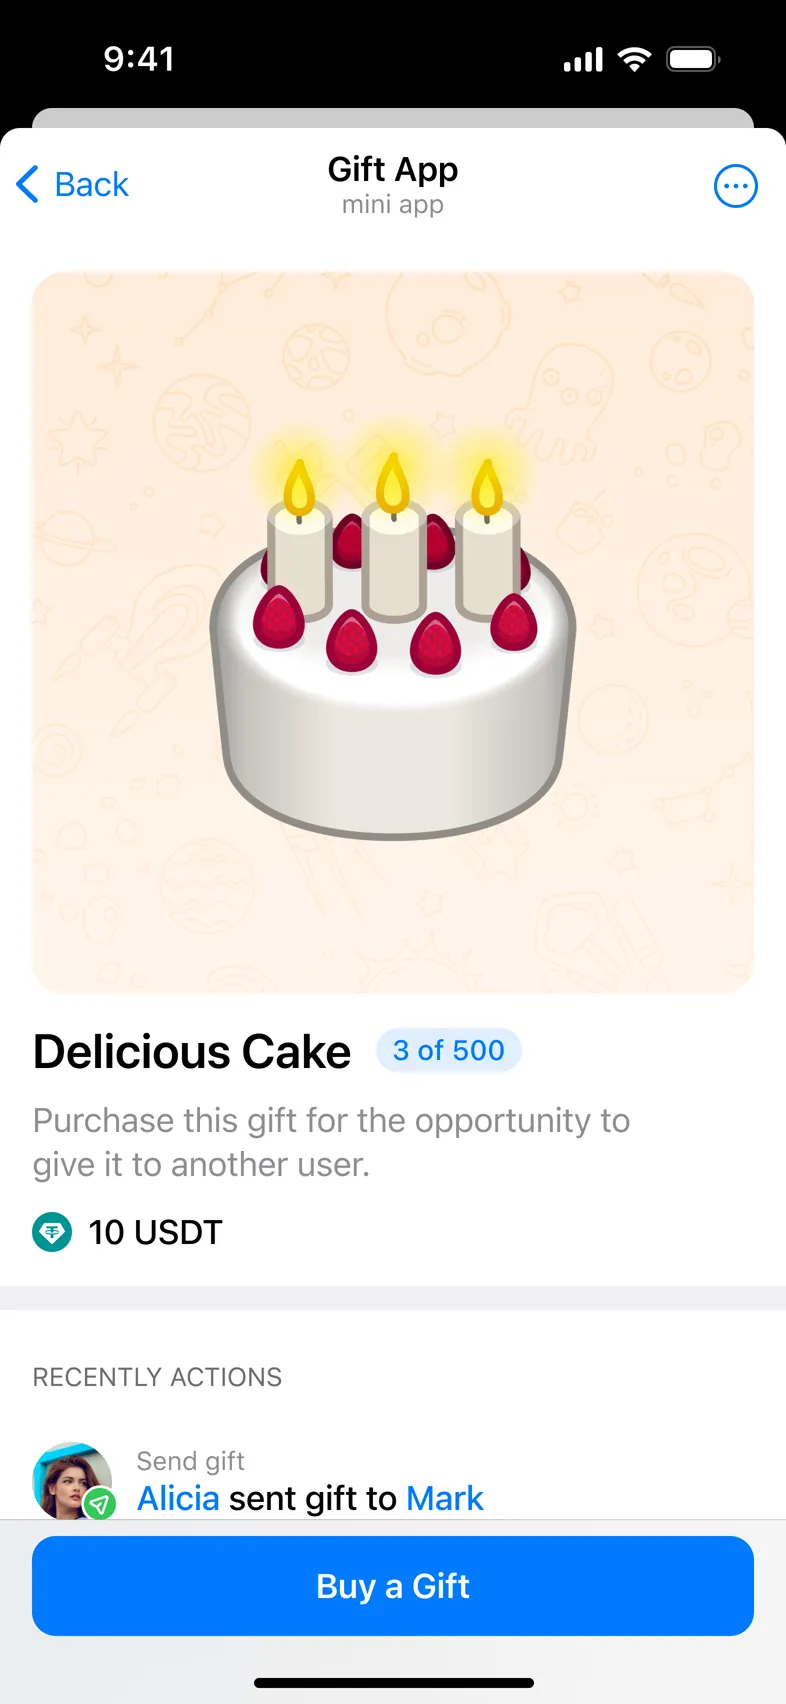 9:41
Back
Gift App
mini app
Delicious Cake
3 of 500
Purchase this gift for the opportunity to
give it to another user.
10 USDT
RECENTLY ACTIONS
Send gift
Alicia sent gift to Mark
Buy a Gift